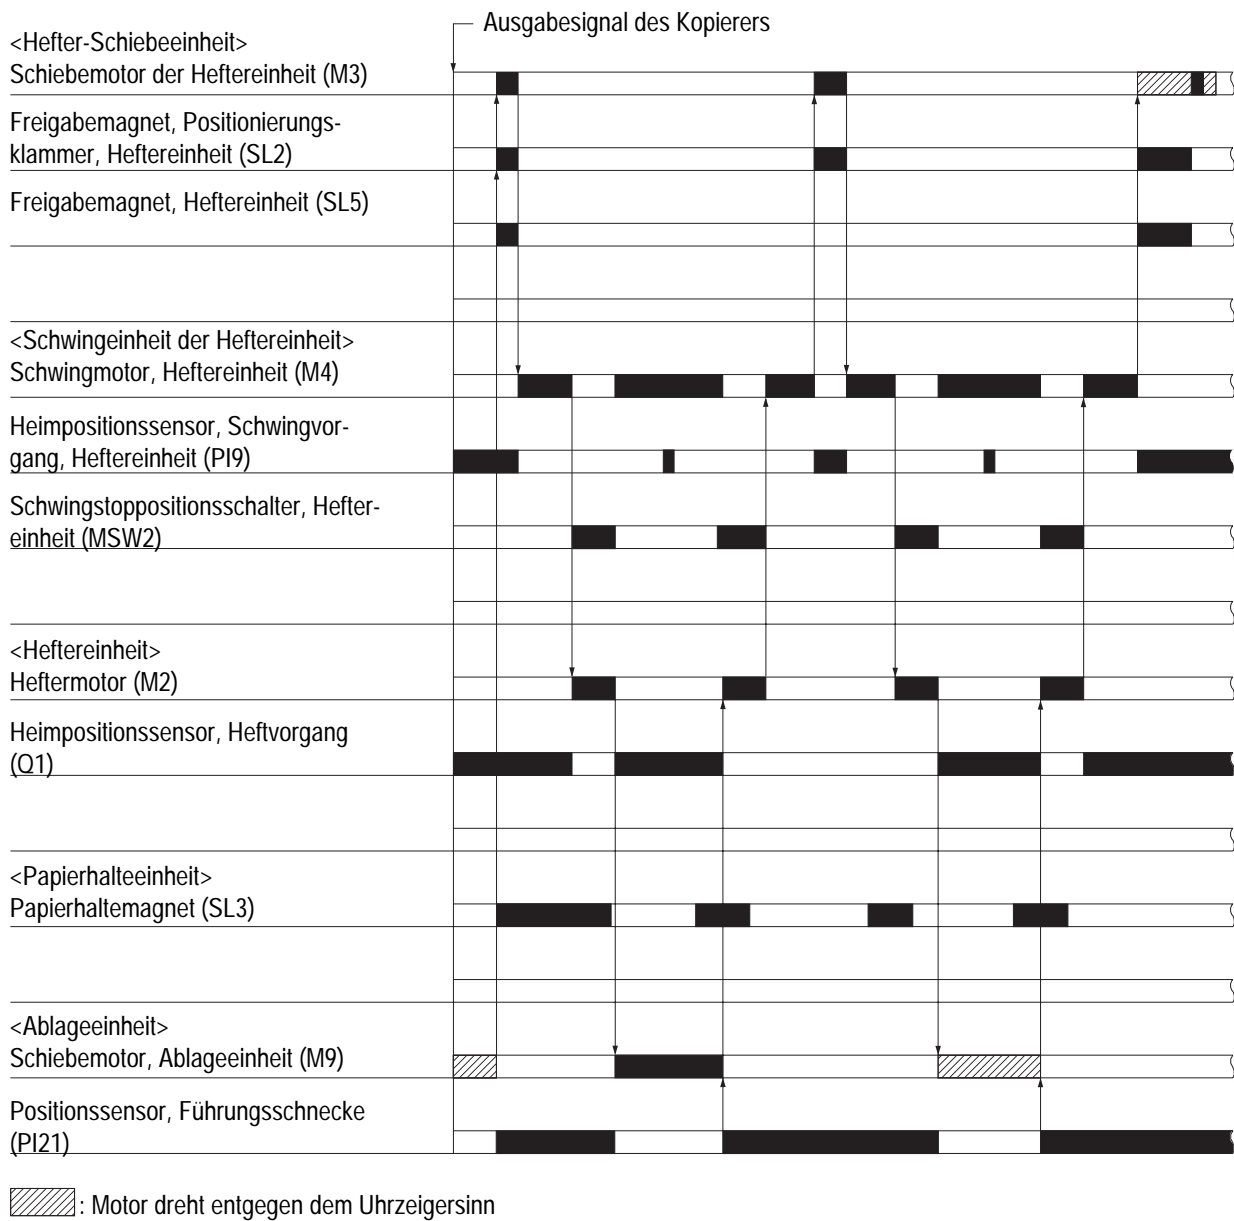 Ausgabesignal des Kopierers
<Hefter-Schiebeeinheit>
Schiebemotor der Heftereinheit (M3)
Freigabemagnet, Positionierungs-
klammer, Heftereinheit (SL2)
Freigabemagnet, Heftereinheit (SL5)
<Schwingeinheit der Heftereinheit>
Schwingmotor, Heftereinheit (M4)
Heimpositionssensor, Schwingvor-
gang, Heftereinheit (PI9)
Schwingstoppositionsschalter, Hefter-
einheit (MSW2)
<Heftereinheit>
Heftermotor (M2)
Heimpositionssensor, Heftvorgang
(Q1)
<Papierhalteeinheit>
Papierhaltemagnet (SL3)
<Ablageeinheit>
Schiebemotor, Ablageeinheit (M9)
Positionssensor, Führungsschnecke
(PI21)
: Motor dreht entgegen dem Uhrzeigersinn